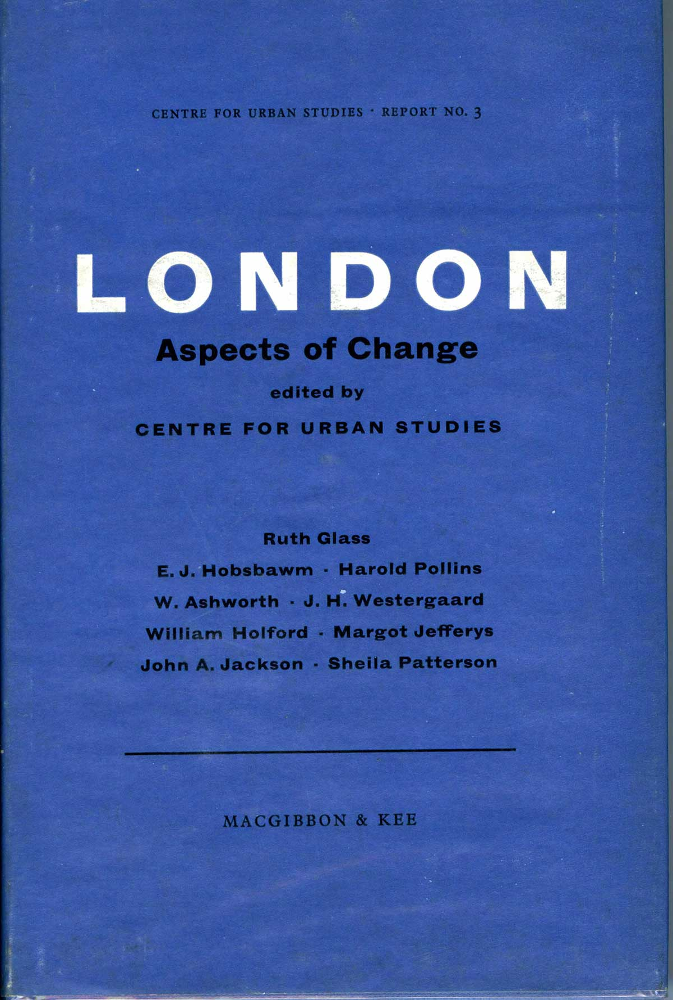 CENTRE FOR URBAN STUDIES · REPORT NO. 3
LONDON
Aspects of Change
edited by
CENTRE FOR URBAN STUDIES
Ruth Glass
E. J. Hobsbawm · Harold Pollins
W. Ashworth · J. H. Westergaard
William Holford · Margot Jefferys
John A. Jackson · Sheila Patterson
MACGIBBON & KEE